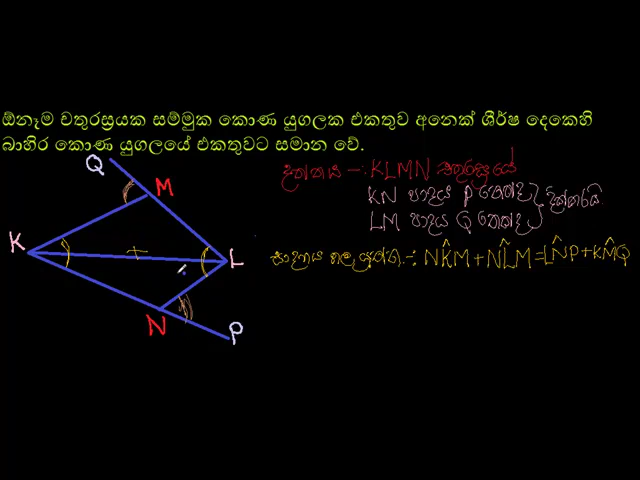 ඕනෑම චතුරස්‍රයක සම්මුක කොණ යුගලක එකතුව අනෙක් ශීර්ෂ දෙකෙහි
බාහිර කොණ යුගලයේ එකතුවට සමාන වේ.
Q
M
K
L
N
P
දත්තය -: KLMN චතුරස්‍රයේ
KN පාදය P තෙක් ද
LM පාදය Q තෙක් ද
දික්කරයි
සාදනය කළ යුත්ත -: NK̂M + NL̂M = LN̂P + KM̂Q